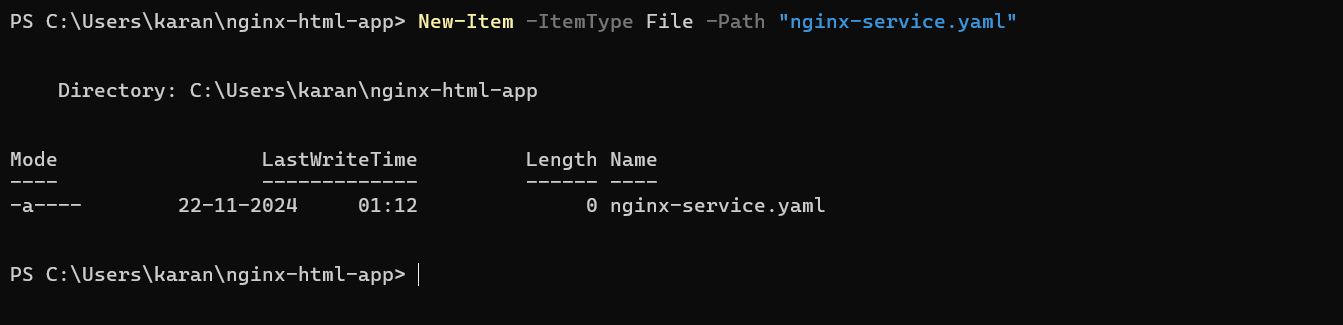 PS C:\Users\karan\nginx-html-app> New-Item -ItemType File -Path "nginx-service.yaml"
    Directory: C:\Users\karan\nginx-html-app
Mode                 LastWriteTime         Length Name
----                 -------------         ------ ----
-a----        22-11-2024     01:12              0 nginx-service.yaml
PS C:\Users\karan\nginx-html-app>